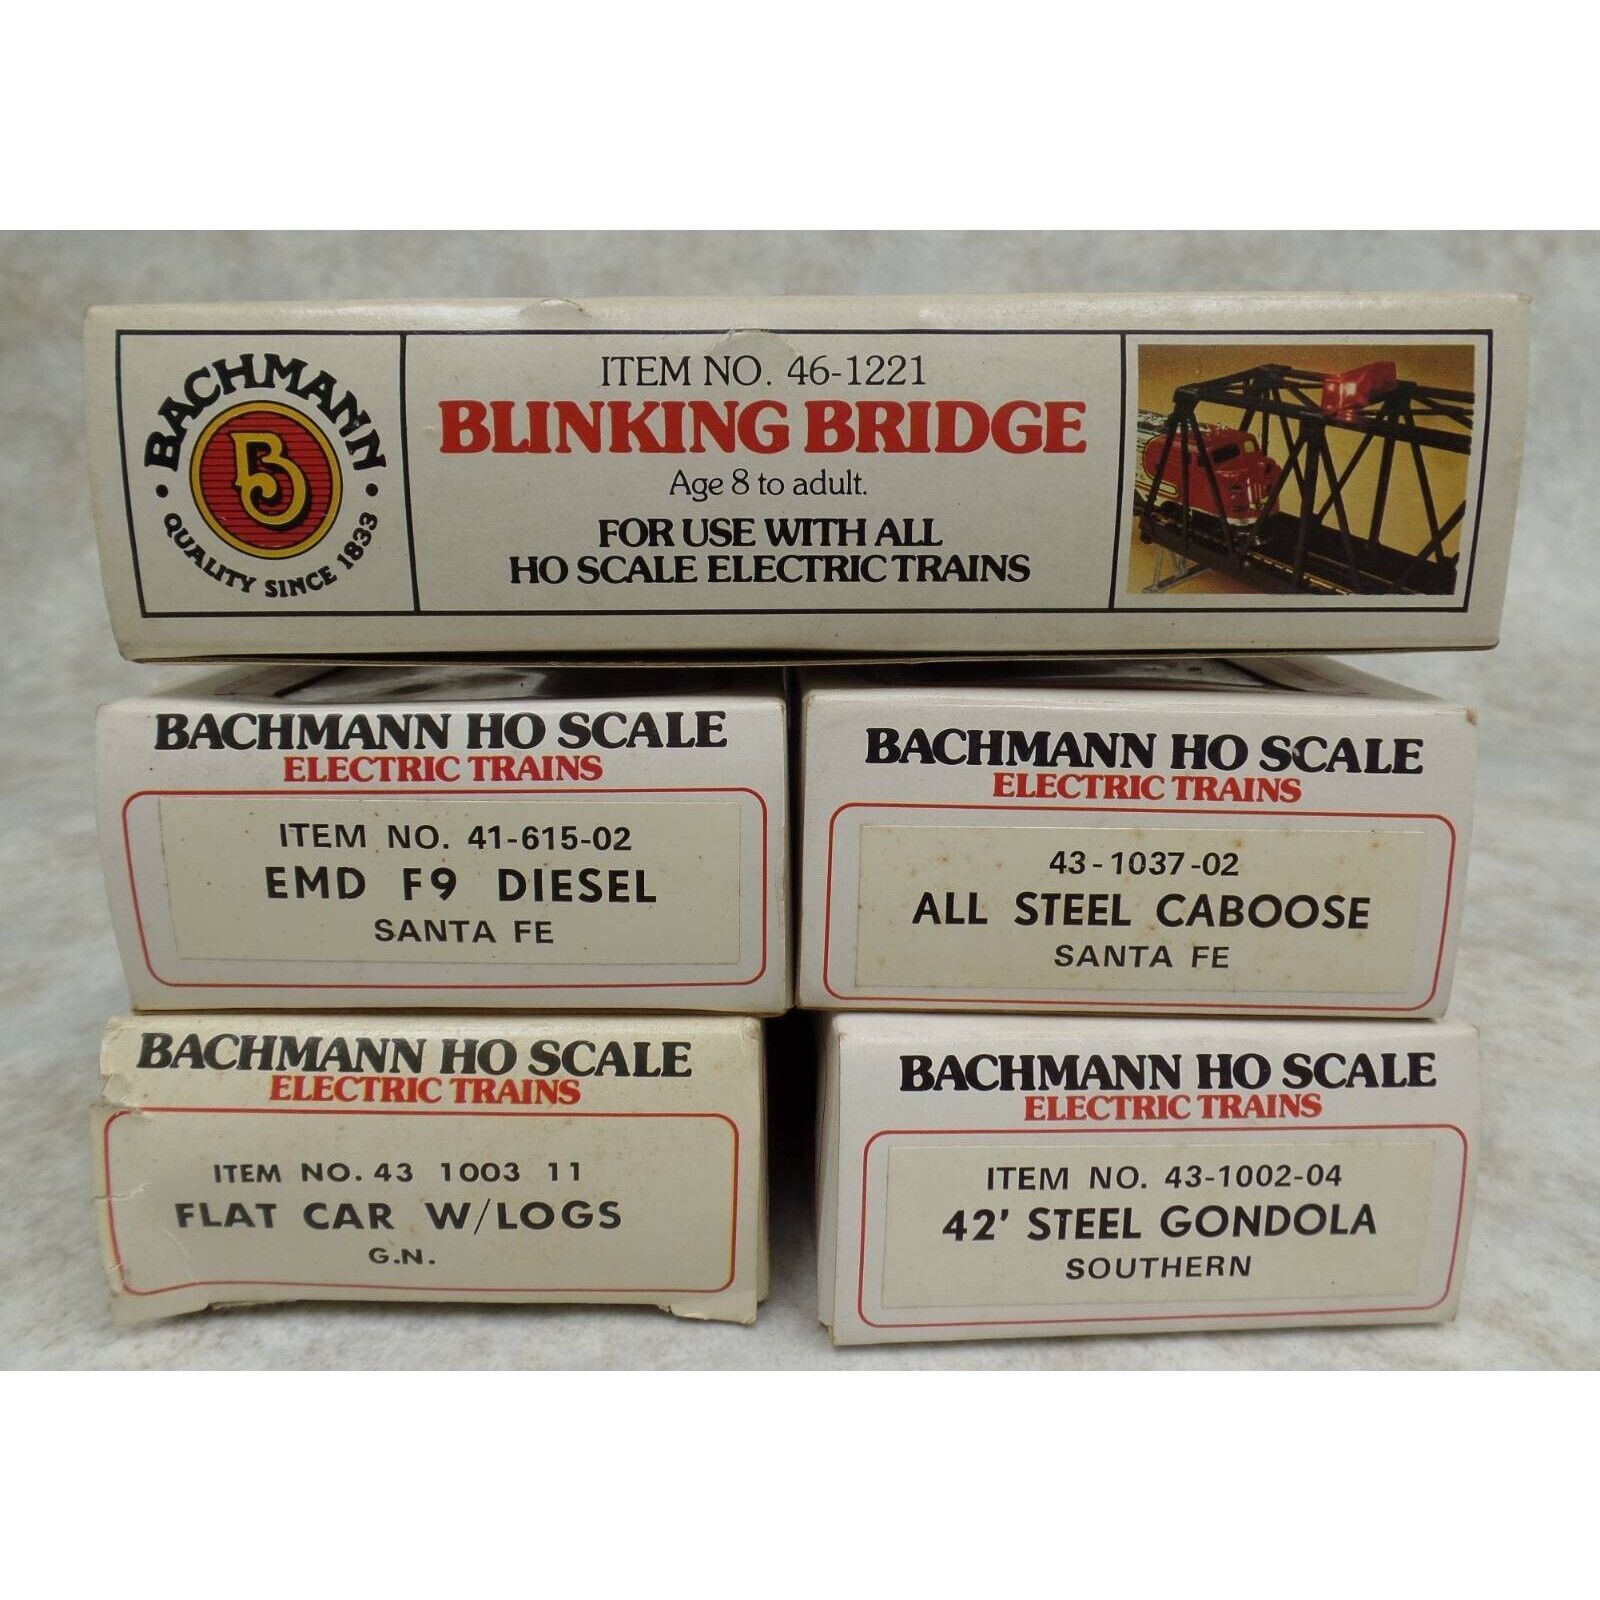 BACHMANN
QUALITY SINCE 1833
B
ITEM NO. 46-1221
BLINKING BRIDGE
Age 8 to adult.
FOR USE WITH ALL
HO SCALE ELECTRIC TRAINS
BACHMANN HO SCALE
ELECTRIC TRAINS
ITEM NO. 41-615-02
EMD F9 DIESEL
SANTA FE
BACHMANN HO SCALE
ELECTRIC TRAINS
43-1037-02
ALL STEEL CABOOSE
SANTA FE
BACHMANN HO SCALE
ELECTRIC TRAINS
ITEM NO. 43 1003 11
FLAT CAR W/LOGS
G.N.
BACHMANN HO SCALE
ELECTRIC TRAINS
ITEM NO. 43-1002-04
42' STEEL GONDOLA
SOUTHERN